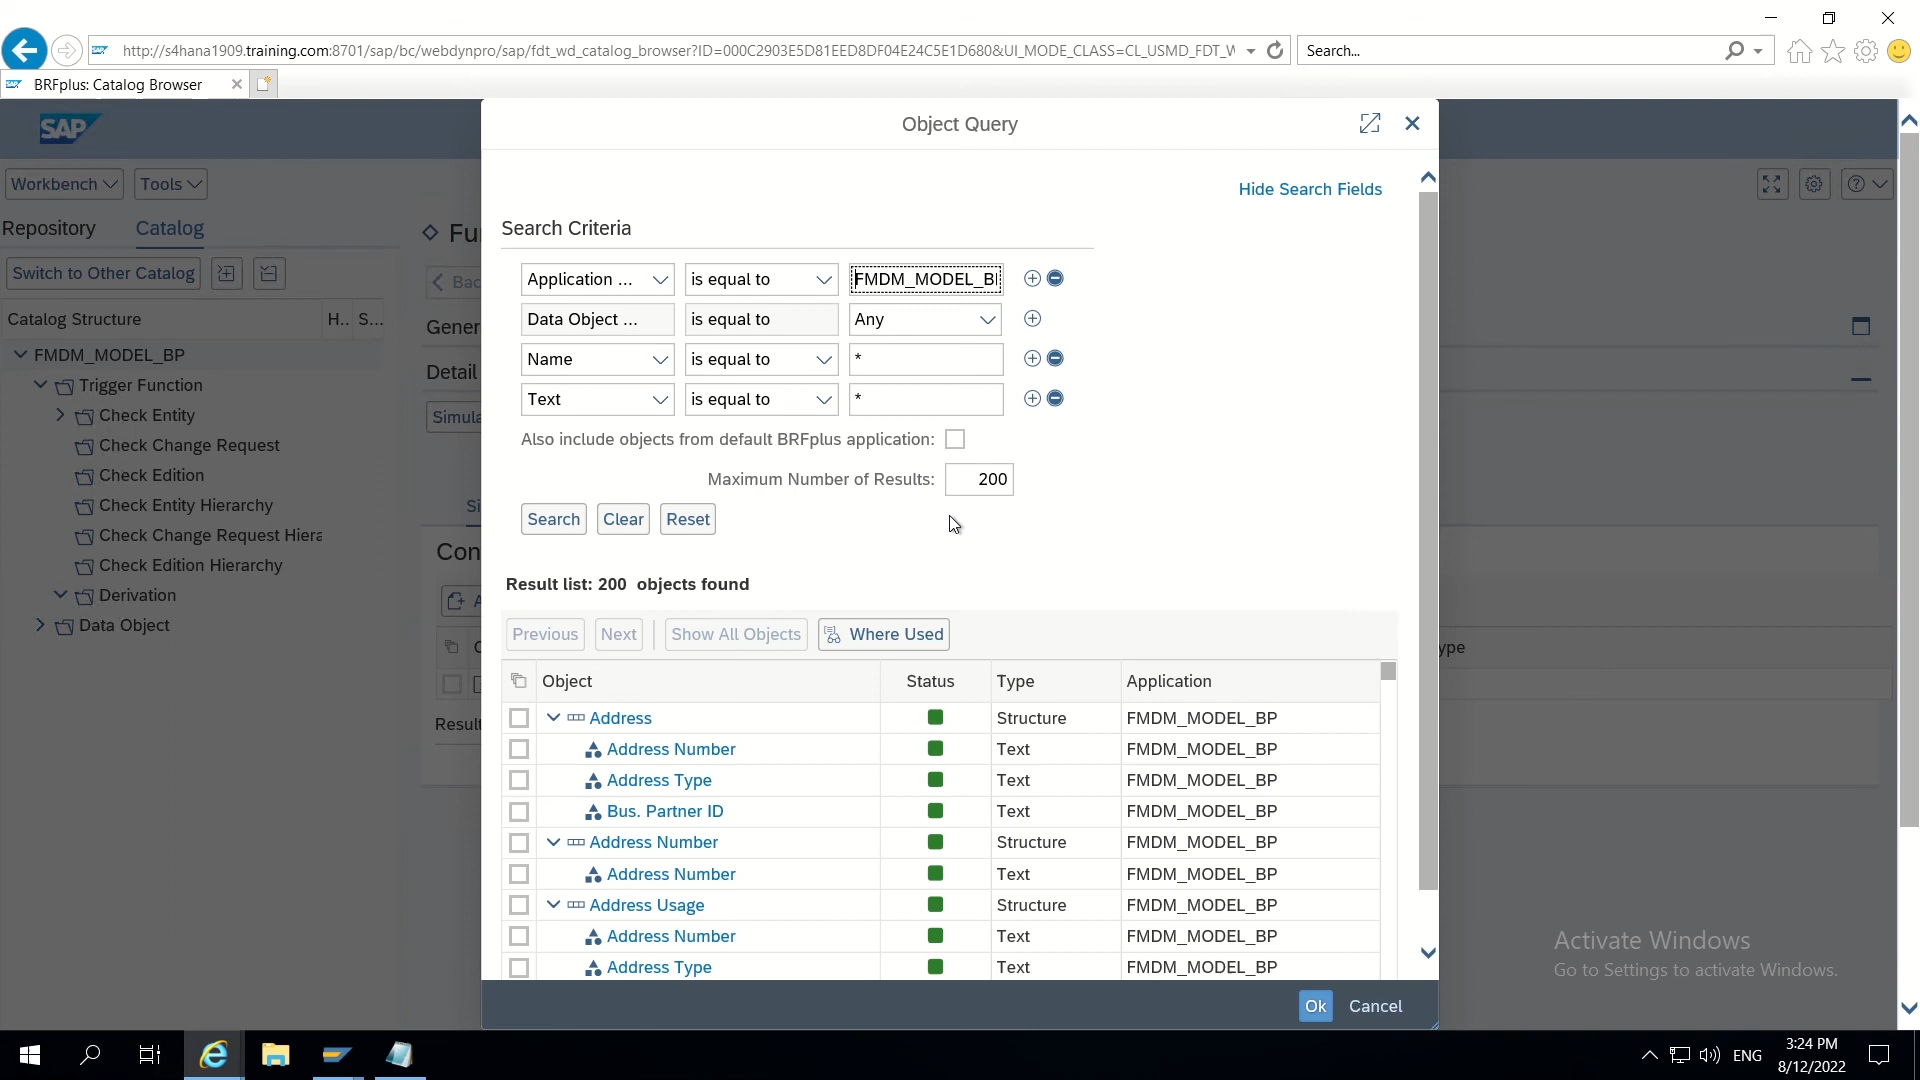 http://s4hana1909.training.com:8701/sap/bc/webdynpro/sap/fdt_wd_catalog_browser?ID=000C2903E5D81EED8DF04E24C5E1D680&UI_MODE_CLASS=CL_USMD_FDT_W
Search...
BRFplus: Catalog Browser
SAP
Object Query
Workbench
Tools
Hide Search Fields
Repository
Catalog
Fu
Search Criteria
Switch to Other Catalog
Bac
Application ...
is equal to
FMDM_MODEL_B
Catalog Structure
H..
S...
Gener
Data Object ...
is equal to
Any
FMDM_MODEL_BP
Name
is equal to
*
Trigger Function
Detail
Check Entity
Simula
Text
is equal to
*
Check Change Request
Also include objects from default BRFplus application:
Check Edition
Maximum Number of Results:
200
Check Entity Hierarchy
Si
Search
Clear
Reset
Check Change Request Hiera
Con
Check Edition Hierarchy
Result list: 200 objects found
Derivation
Data Object
Previous
Next
Show All Objects
Where Used
ype
Object
Status
Type
Application
Address
Structure
FMDM_MODEL_BP
Result
Address Number
Text
FMDM_MODEL_BP
Address Type
Text
FMDM_MODEL_BP
Bus. Partner ID
Text
FMDM_MODEL_BP
Address Number
Structure
FMDM_MODEL_BP
Address Number
Text
FMDM_MODEL_BP
Address Usage
Structure
FMDM_MODEL_BP
Address Number
Text
FMDM_MODEL_BP
Address Type
Text
FMDM_MODEL_BP
Activate Windows
Go to Settings to activate Windows.
Ok
Cancel
ENG
3:24 PM
8/12/2022